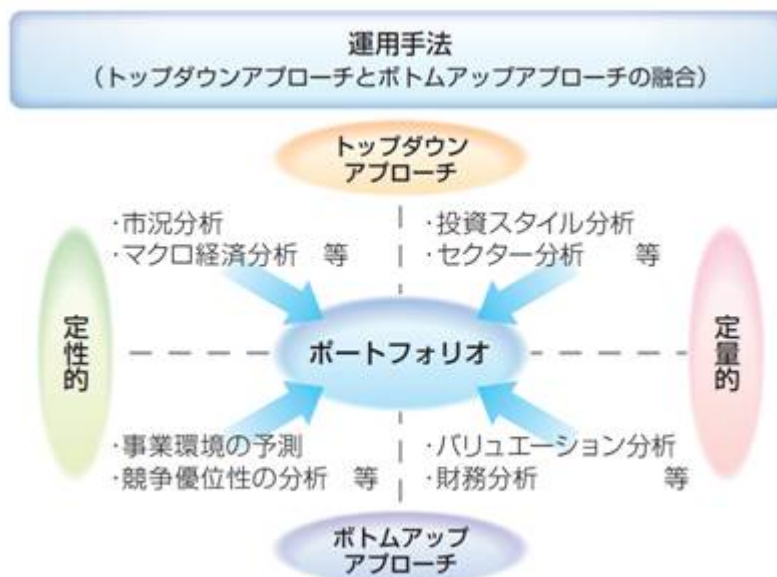 運用手法
（トップダウンアプローチとボトムアップアプローチの融合）
トップダウン
アプローチ
・市況分析
・マクロ経済分析　等
・投資スタイル分析
・セクター分析　等
定性的
ポートフォリオ
定量的
・事業環境の予測
・競争優位性の分析　等
・バリュエーション分析
・財務分析　等
ボトムアップ
アプローチ